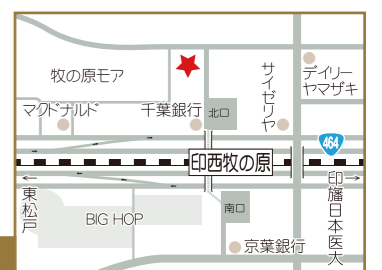 牧の原モア
サイゼリヤ
デイリー
ヤマザキ
マクドナルド
千葉銀行
北口
464
印西牧の原
←東松戸
印旛日本医大→
BIG HOP
南口
京葉銀行